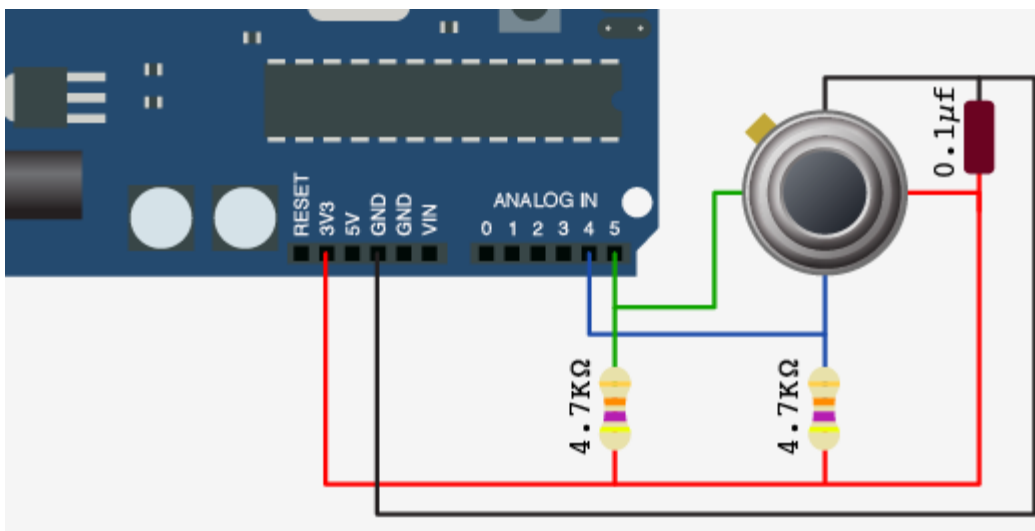 RESET
3V3
5V
GND
GND
VIN
ANALOG IN
0 1 2 3 4 5
0.1µf
4.7KΩ
4.7KΩ